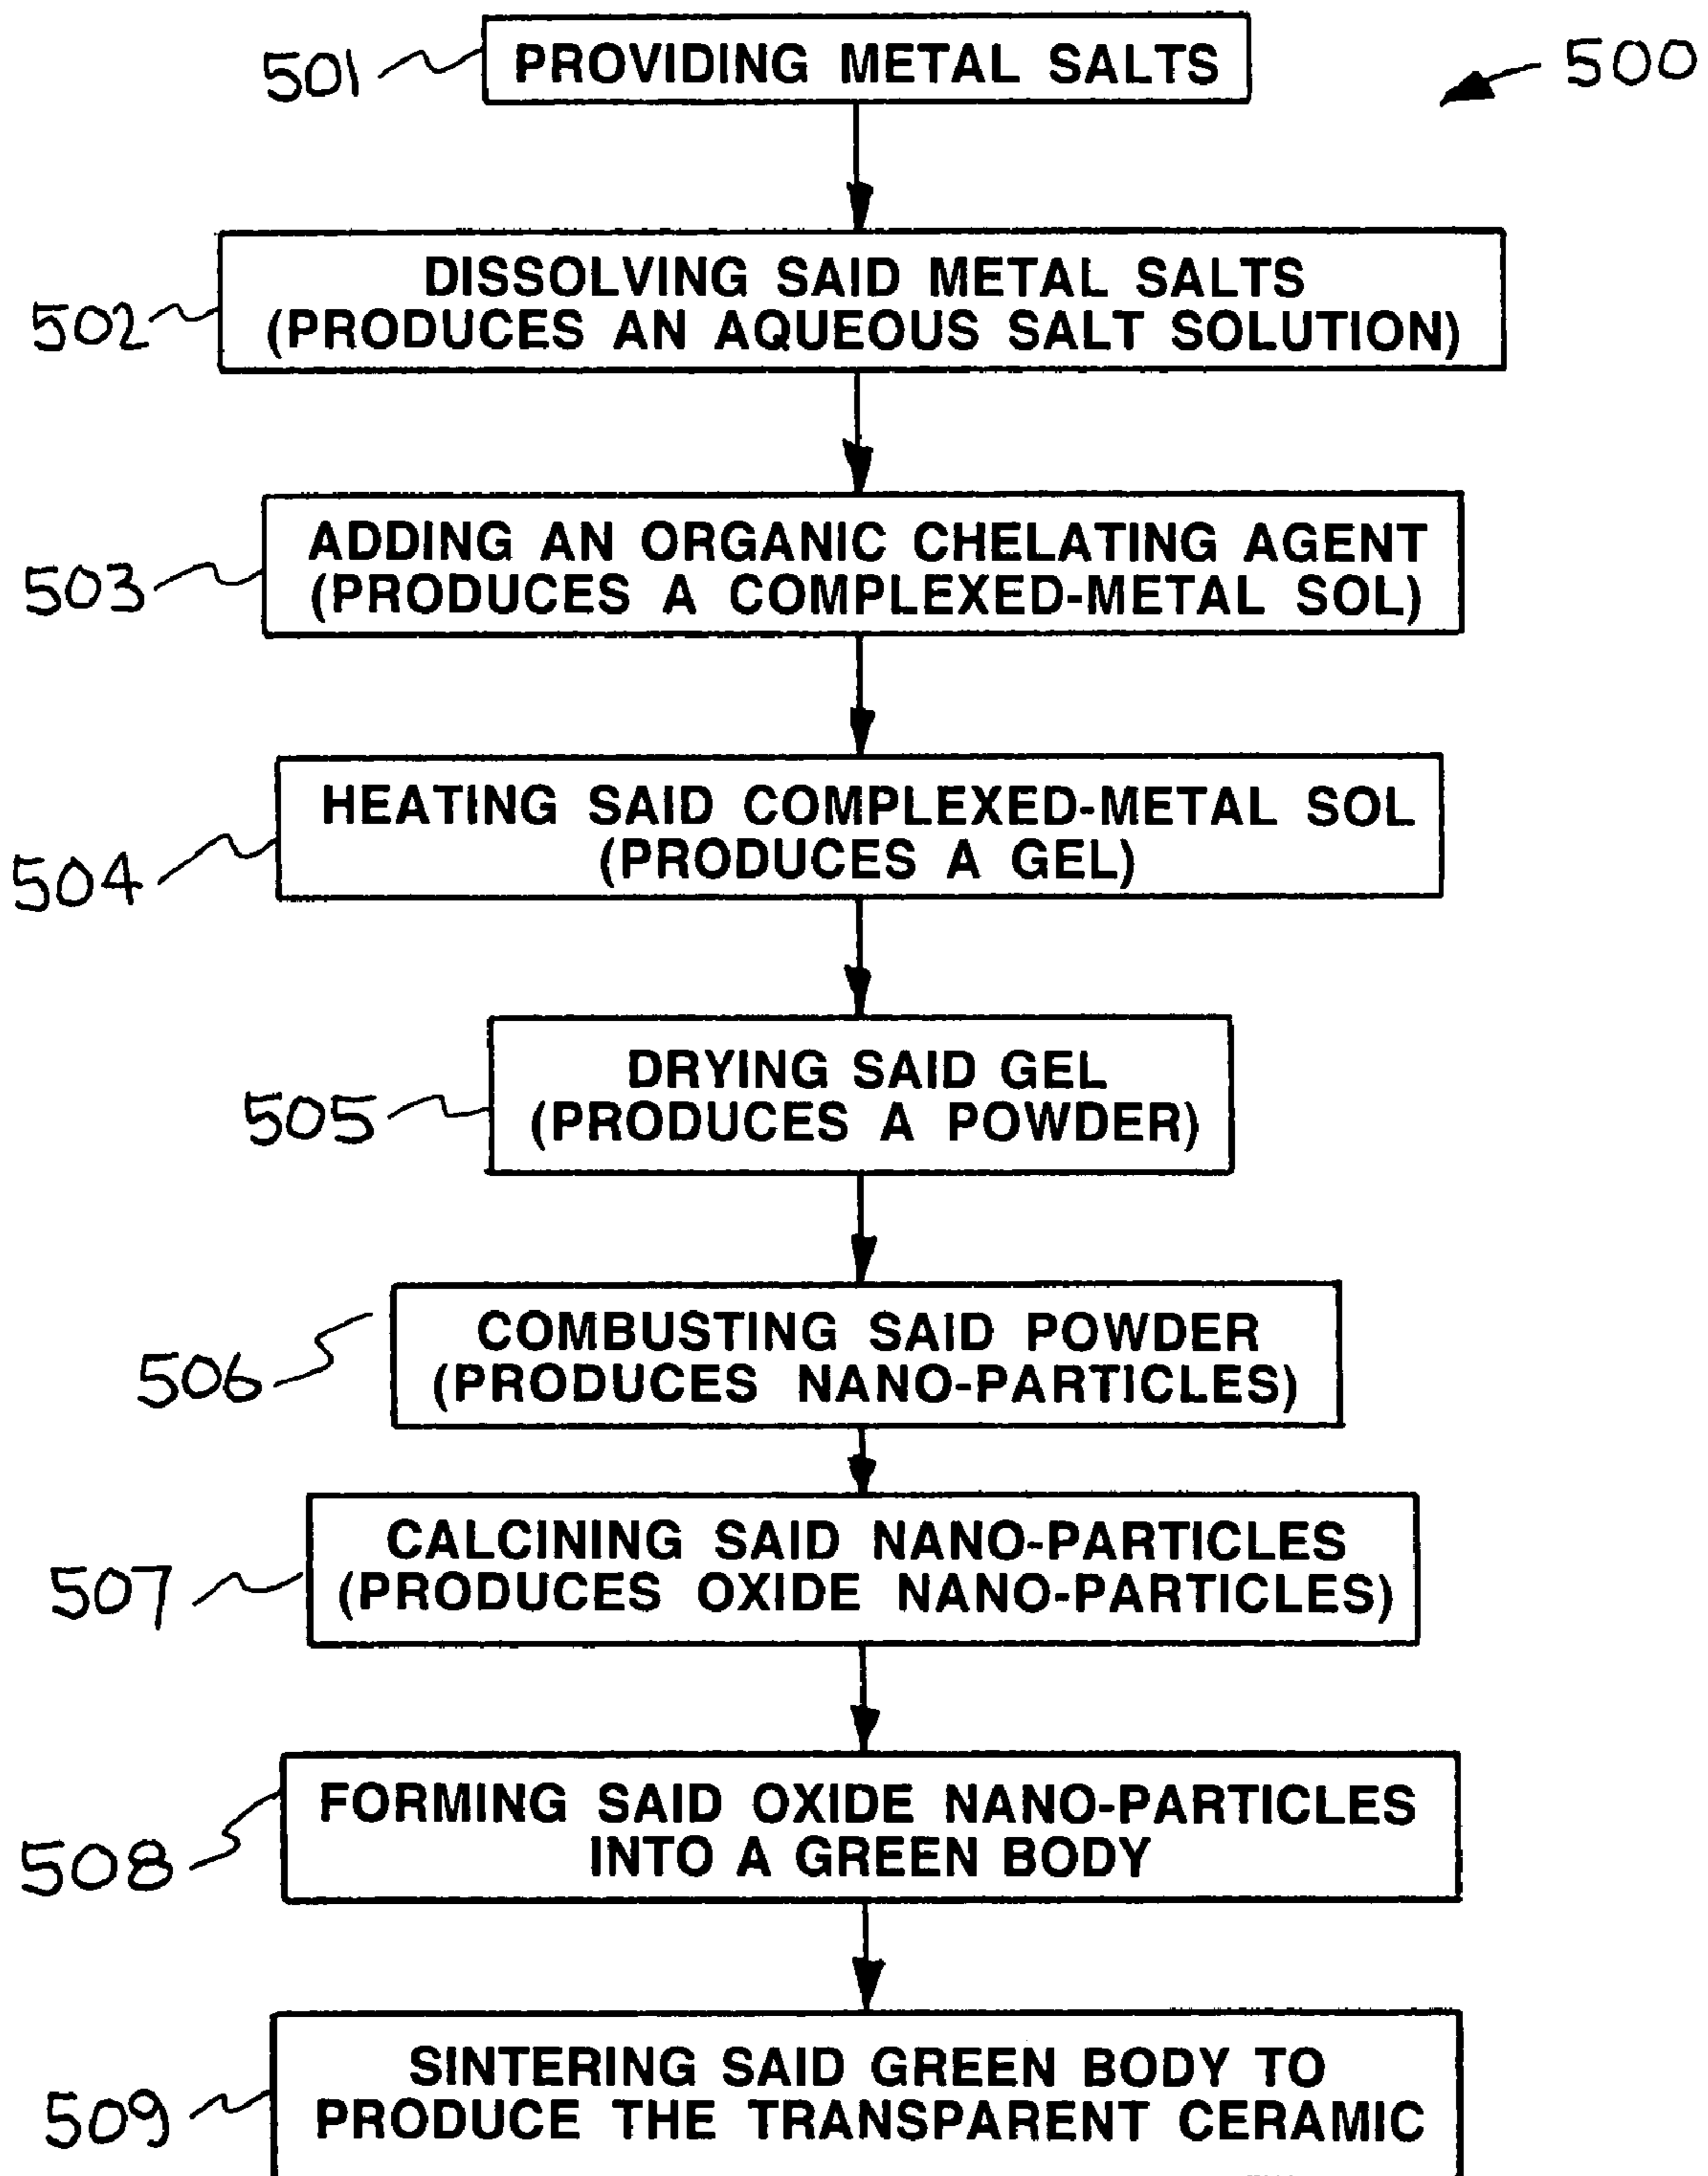 501
PROVIDING METAL SALTS
500
DISSOLVING SAID METAL SALTS
(PRODUCES AN AQUEOUS SALT SOLUTION)
502
ADDING AN ORGANIC CHELATING AGENT
(PRODUCES A COMPLEXED-METAL SOL)
503
HEATING SAID COMPLEXED-METAL SOL
(PRODUCES A GEL)
504
DRYING SAID GEL
(PRODUCES A POWDER)
505
COMBUSTING SAID POWDER
(PRODUCES NANO-PARTICLES)
506
CALCINING SAID NANO-PARTICLES
(PRODUCES OXIDE NANO-PARTICLES)
507
FORMING SAID OXIDE NANO-PARTICLES
INTO A GREEN BODY
508
SINTERING SAID GREEN BODY TO
PRODUCE THE TRANSPARENT CERAMIC
509